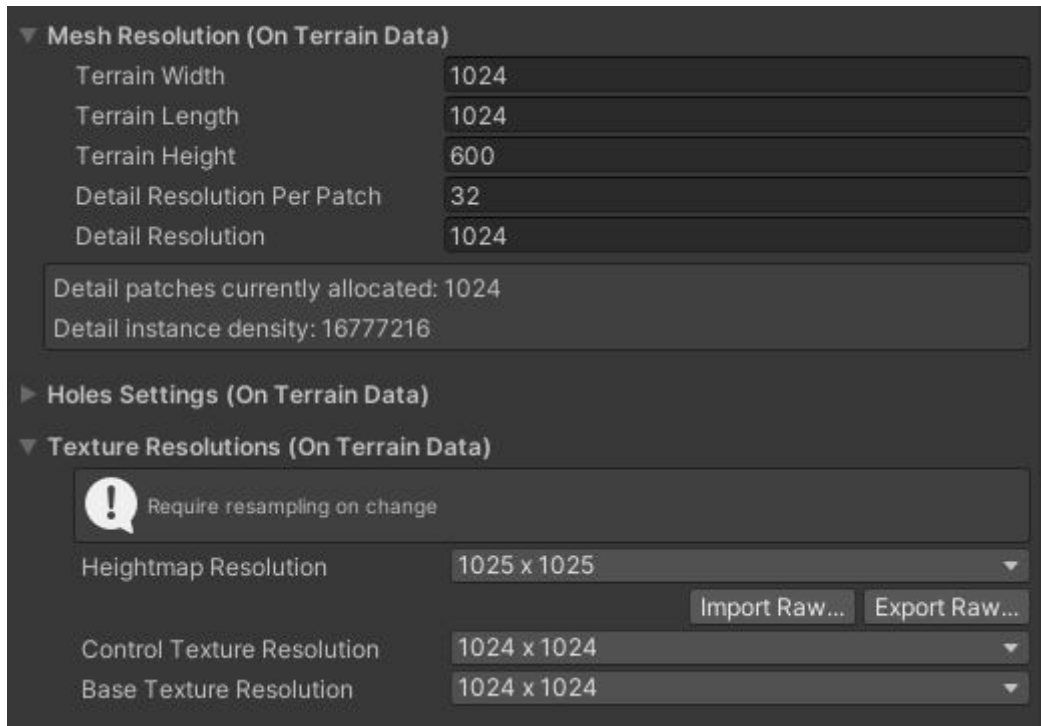 Mesh Resolution (On Terrain Data)
Terrain Width 1024
Terrain Length 1024
Terrain Height 600
Detail Resolution Per Patch 32
Detail Resolution 1024
Detail patches currently allocated: 1024
Detail instance density: 16777216
Holes Settings (On Terrain Data)
Texture Resolutions (On Terrain Data)
Require resampling on change
Heightmap Resolution 1025 x 1025
Import Raw... Export Raw...
Control Texture Resolution 1024 x 1024
Base Texture Resolution 1024 x 1024